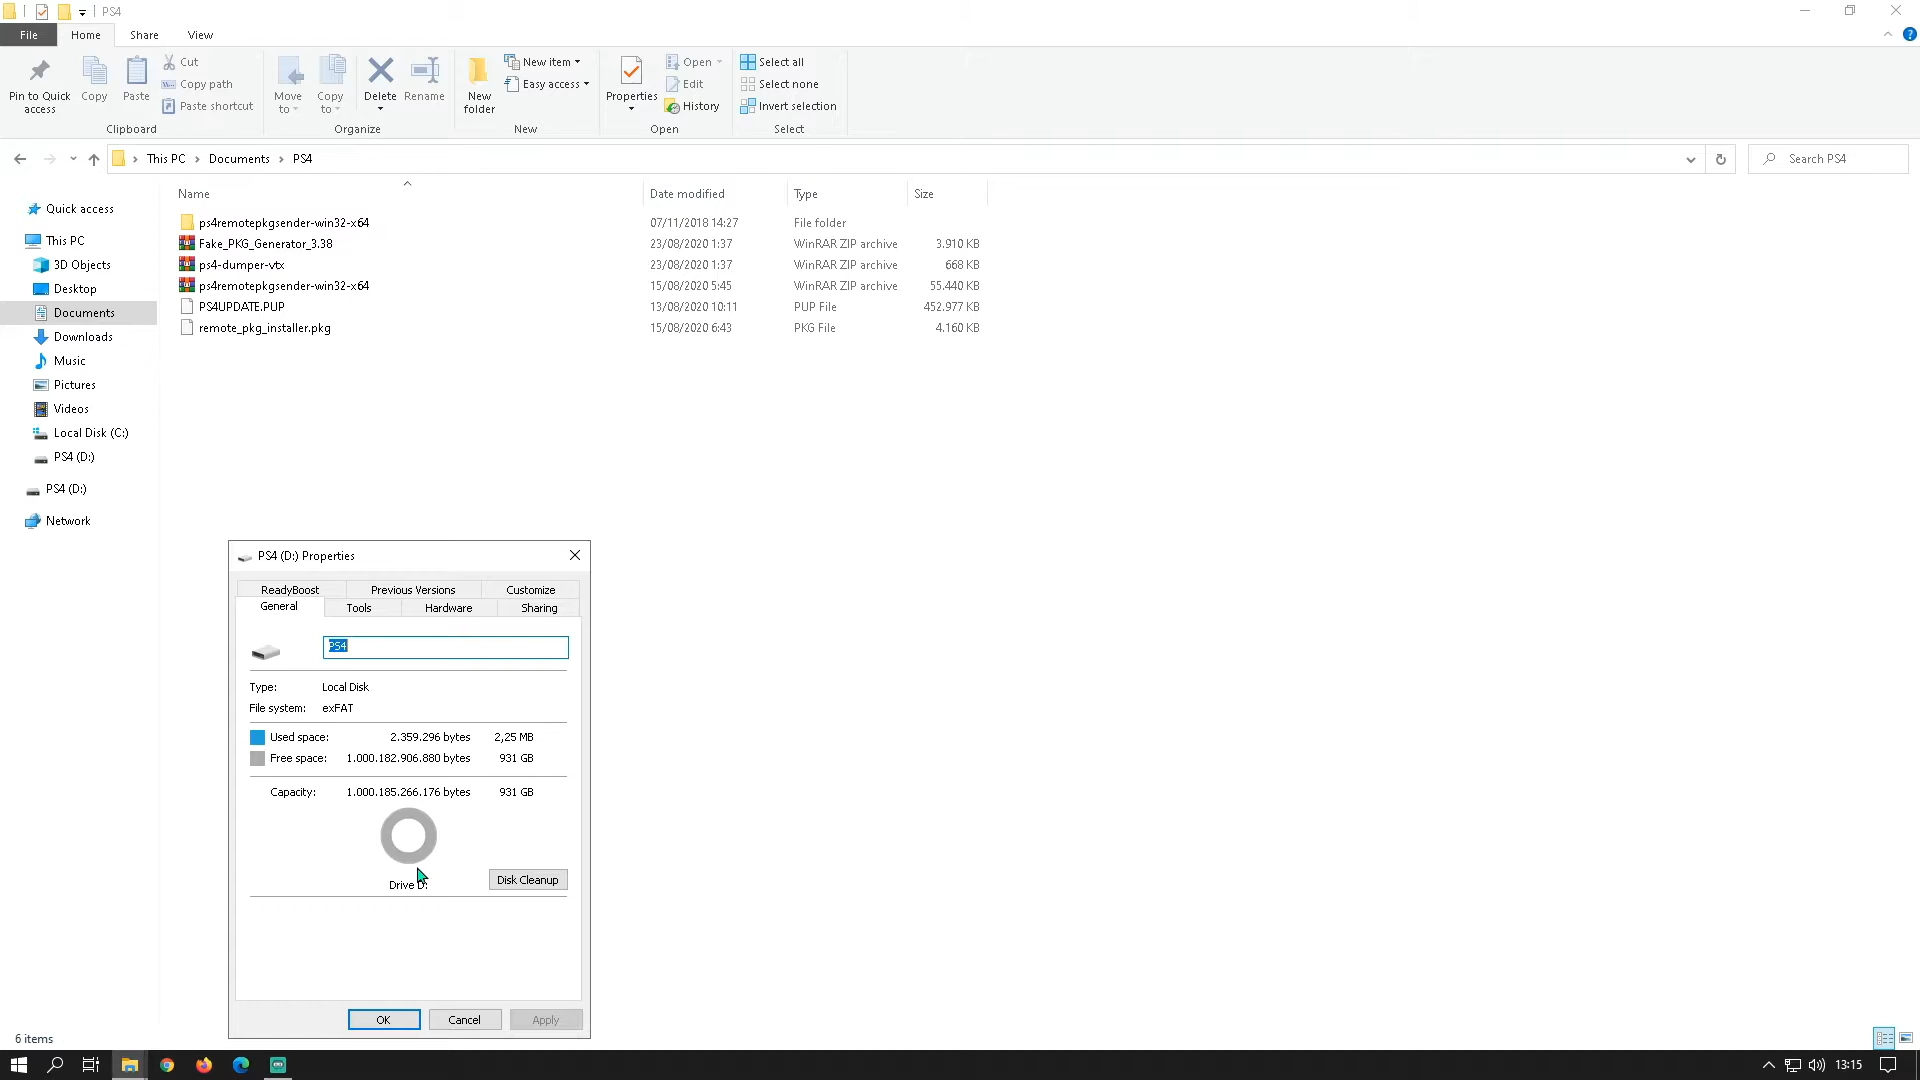 PS4
File Home Share View
Pin to Quick access
Copy
Paste
Cut
Copy path
Paste shortcut
Clipboard
Move to
Copy to
Delete
Rename
Organize
New folder
New item
Easy access
New
Properties
Open
Edit
History
Open
Select all
Select none
Invert selection
Select
This PC > Documents > PS4
Search PS4
Name Date modified Type Size
ps4remotepkgsender-win32-x64 07/11/2018 14:27 File folder
Fake_PKG_Generator_3.38 23/08/2020 1:37 WinRAR ZIP archive 3.910 KB
ps4-dumper-vtx 23/08/2020 1:37 WinRAR ZIP archive 668 KB
ps4remotepkgsender-win32-x64 15/08/2020 5:45 WinRAR ZIP archive 55.440 KB
PS4UPDATE.PUP 13/08/2020 10:11 PUP File 452.977 KB
remote_pkg_installer.pkg 15/08/2020 6:43 PKG File 4.160 KB
Quick access
This PC
3D Objects
Desktop
Documents
Downloads
Music
Pictures
Videos
Local Disk (C:)
PS4 (D:)
PS4 (D:)
Network
PS4 (D:) Properties
ReadyBoost Previous Versions Customize
General Tools Hardware Sharing
PS4
Type: Local Disk
File system: exFAT
Used space: 2.359.296 bytes 2,25 MB
Free space: 1.000.182.906.880 bytes 931 GB
Capacity: 1.000.185.266.176 bytes 931 GB
Drive D:
Disk Cleanup
OK Cancel Apply
6 items
13:15